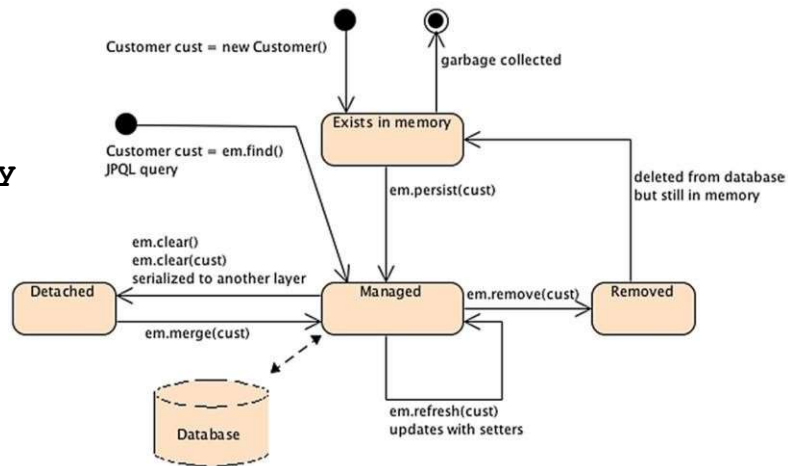 Customer cust = new Customer()
garbage collected
Exists in memory
Customer cust = em.find()
JPQL query
y
em.persist(cust)
deleted from database
but still in memory
em.clear()
em.clear(cust)
serialized to another layer
Detached
Managed
em.remove(cust)
Removed
em.merge(cust)
em.refresh(cust)
updates with setters
Database